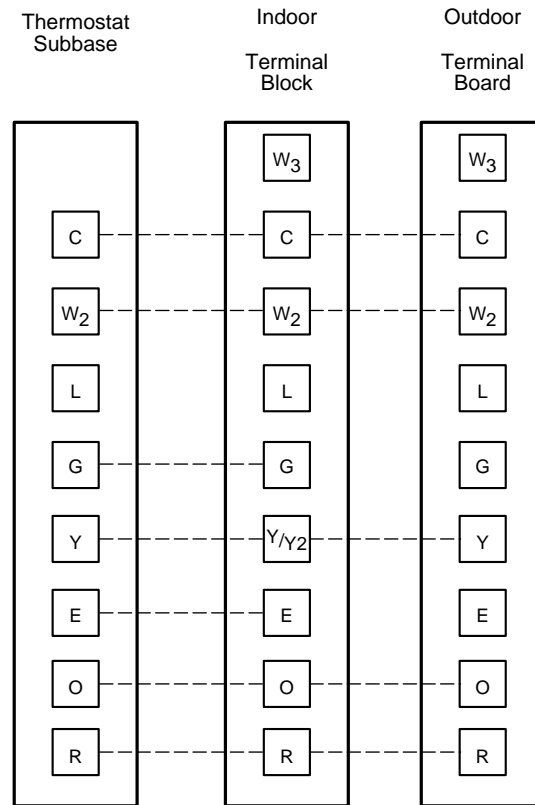 Thermostat
Subbase
Indoor
Terminal
Block
Outdoor
Terminal
Board
W3 W3
C C C
W2 W2 W2
L L L
G G G
Y Y/Y2 Y
E E E
O O O
R R R